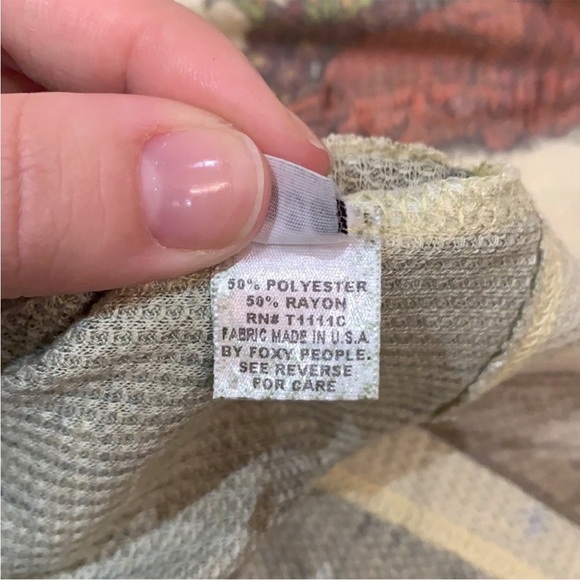 50% POLYESTER
50% RAYON
RN# T1111C
FABRIC MADE IN U.S.A
BY FOXY PEOPLE.
SEE REVERSE
FOR CARE